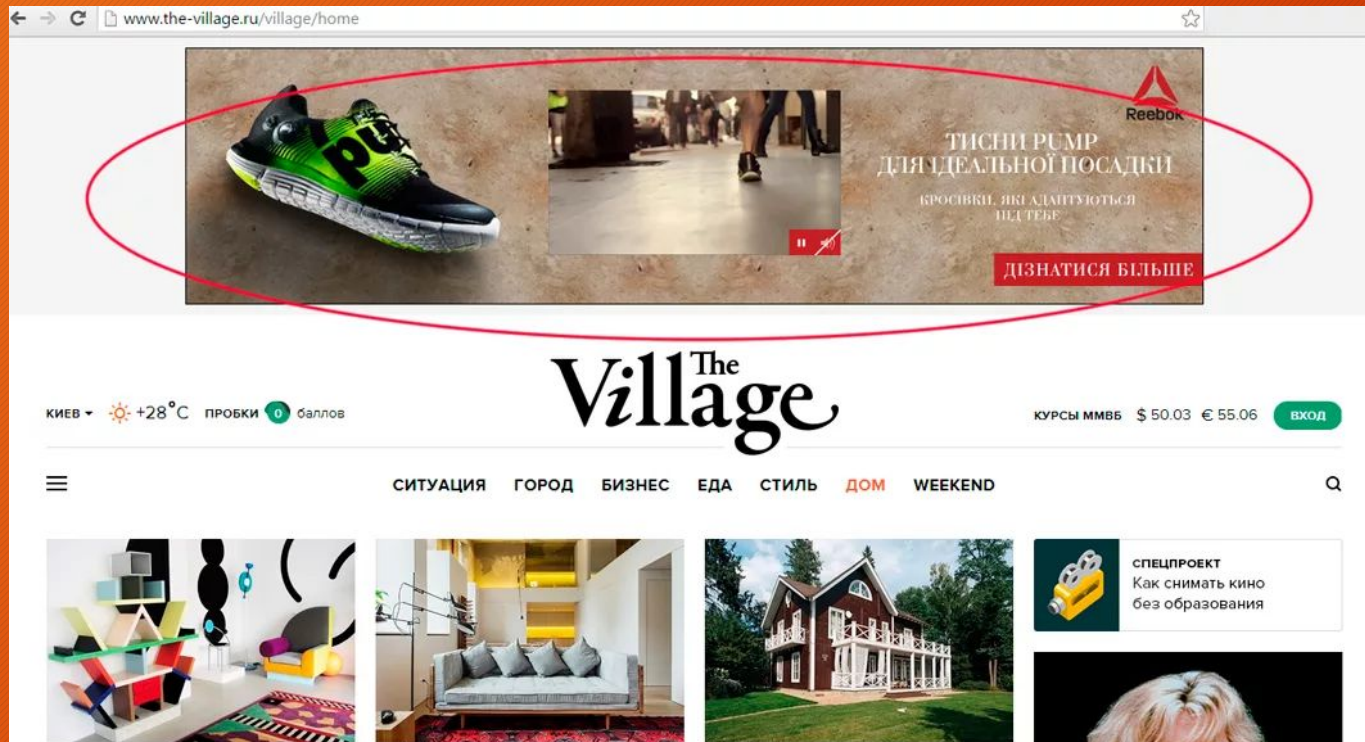 www.the-village.ru/village/home
pu
Reebok
ТИСНИ PUMP
ДЛЯ ІДЕАЛЬНОЇ ПОСАДКИ
КРОСІВКИ, ЯКІ АДАПТУЮТЬСЯ
ПІД ТЕБЕ
ДІЗНАТИСЯ БІЛЬШЕ
The
Village
КИЕВ +28°C ПРОБКИ 0 баллов
КУРСЫ ММВБ $ 50.03 € 55.06 ВХОД
СИТУАЦИЯ ГОРОД БИЗНЕС ЕДА СТИЛЬ ДОМ WEEKEND
СПЕЦПРОЕКТ
Как снимать кино
без образования